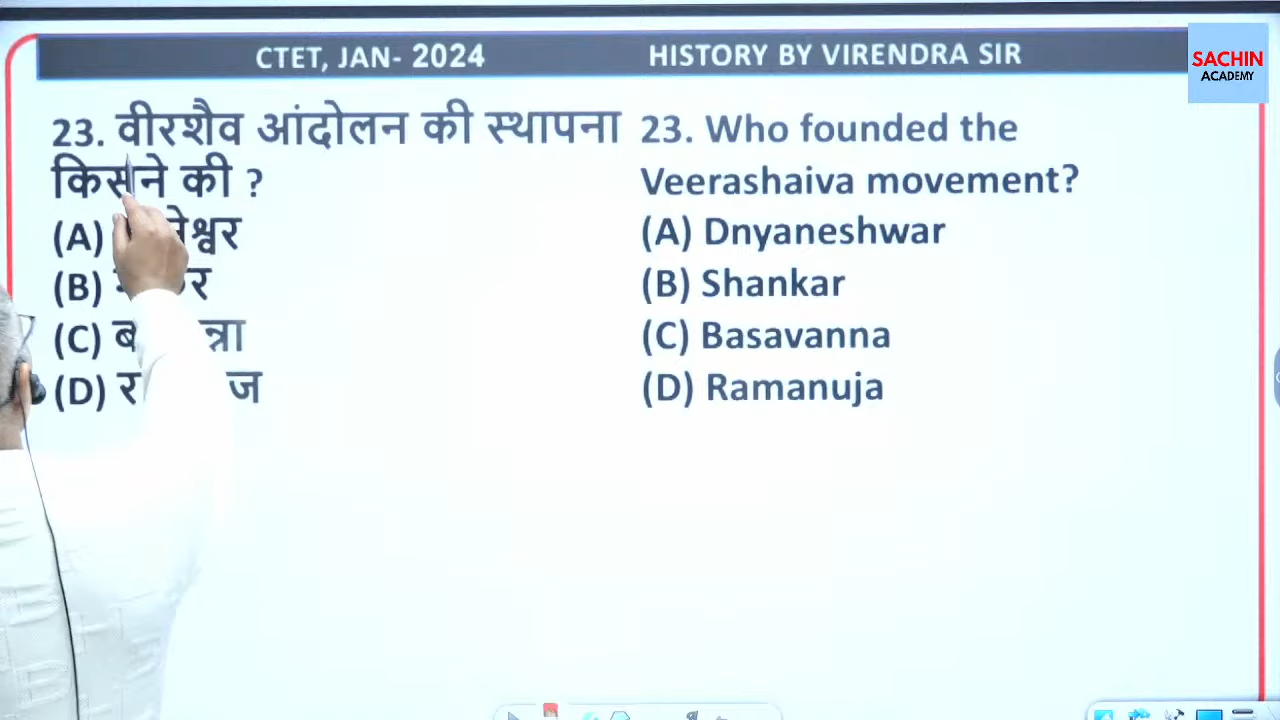 CTET, JAN- 2024 HISTORY BY VIRENDRA SIR
SACHIN
ACADEMY
23. वीरशैव आंदोलन की स्थापना
किसने की ?
(A)
(B)
(C)
(D)
23. Who founded the
Veerashaiva movement?
(A) Dnyaneshwar
(B) Shankar
(C) Basavanna
(D) Ramanuja